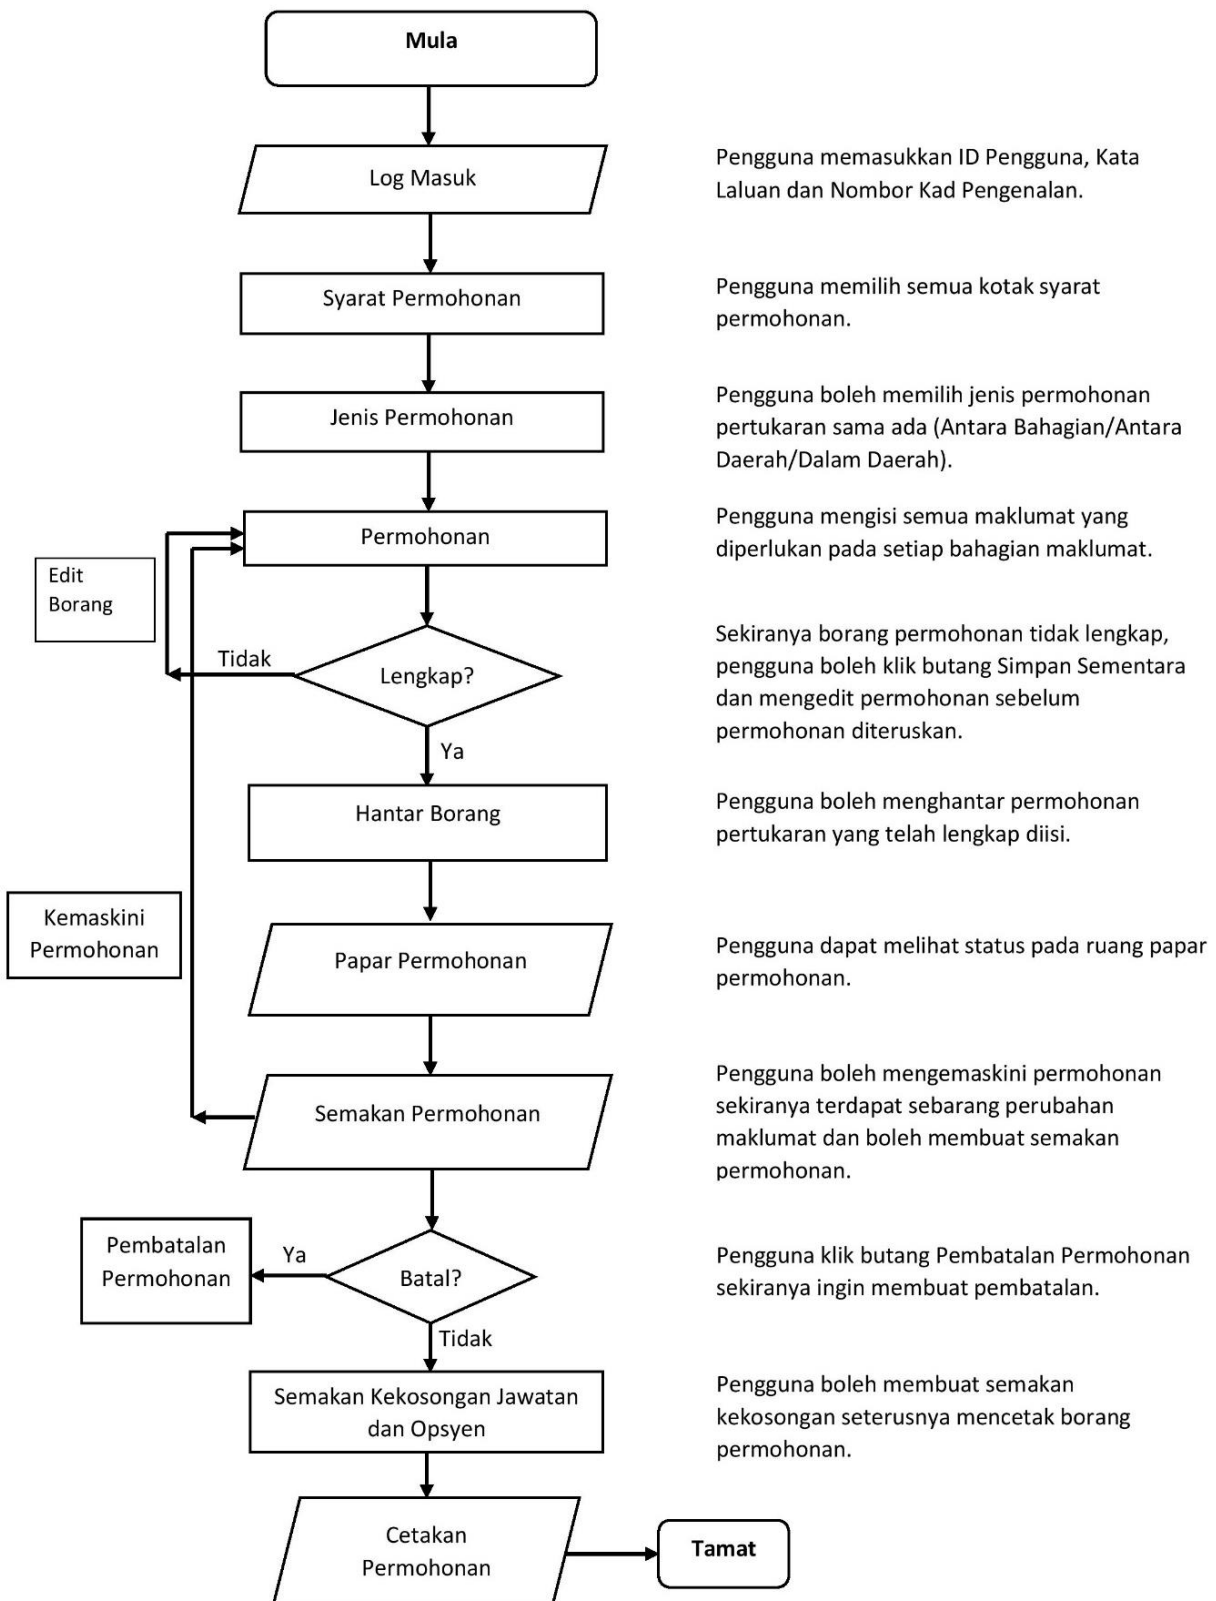 Mula
Log Masuk
Pengguna memasukkan ID Pengguna, Kata
Laluan dan Nombor Kad Pengenalan.
Syarat Permohonan
Pengguna memilih semua kotak syarat
permohonan.
Jenis Permohonan
Pengguna boleh memilih jenis permohonan
pertukaran sama ada (Antara Bahagian/Antara
Daerah/Dalam Daerah).
Permohonan
Pengguna mengisi semua maklumat yang
diperlukan pada setiap bahagian maklumat.
Edit
Borang
Tidak
Lengkap?
Sekiranya borang permohonan tidak lengkap,
pengguna boleh klik butang Simpan Sementara
dan mengedit permohonan sebelum
permohonan diteruskan.
Ya
Hantar Borang
Pengguna boleh menghantar permohonan
pertukaran yang telah lengkap diisi.
Kemaskini
Permohonan
Papar Permohonan
Pengguna dapat melihat status pada ruang papar
permohonan.
Semakan Permohonan
Pengguna boleh mengemaskini permohonan
sekiranya terdapat sebarang perubahan
maklumat dan boleh membuat semakan
permohonan.
Pembatalan
Permohonan
Ya
Batal?
Pengguna klik butang Pembatalan Permohonan
sekiranya ingin membuat pembatalan.
Tidak
Semakan Kekosongan Jawatan
dan Opsyen
Pengguna boleh membuat semakan
kekosongan seterusnya mencetak borang
permohonan.
Cetakan
Permohonan
Tamat